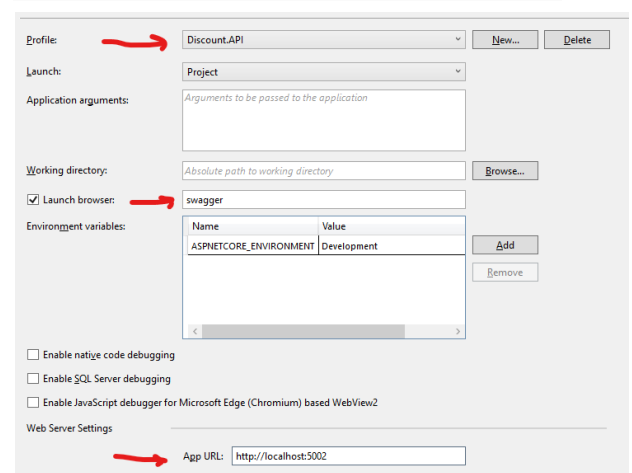 Profile: Discount.API New... Delete
Launch: Project
Application arguments: Arguments to be passed to the application
Working directory: Absolute path to working directory Browse...
Launch browser: swagger
Environment variables: Name Value
ASPNETCORE_ENVIRONMENT Development Add
Remove
Enable native code debugging
Enable SQL Server debugging
Enable JavaScript debugger for Microsoft Edge (Chromium) based WebView2
Web Server Settings
App URL: http://localhost:5002